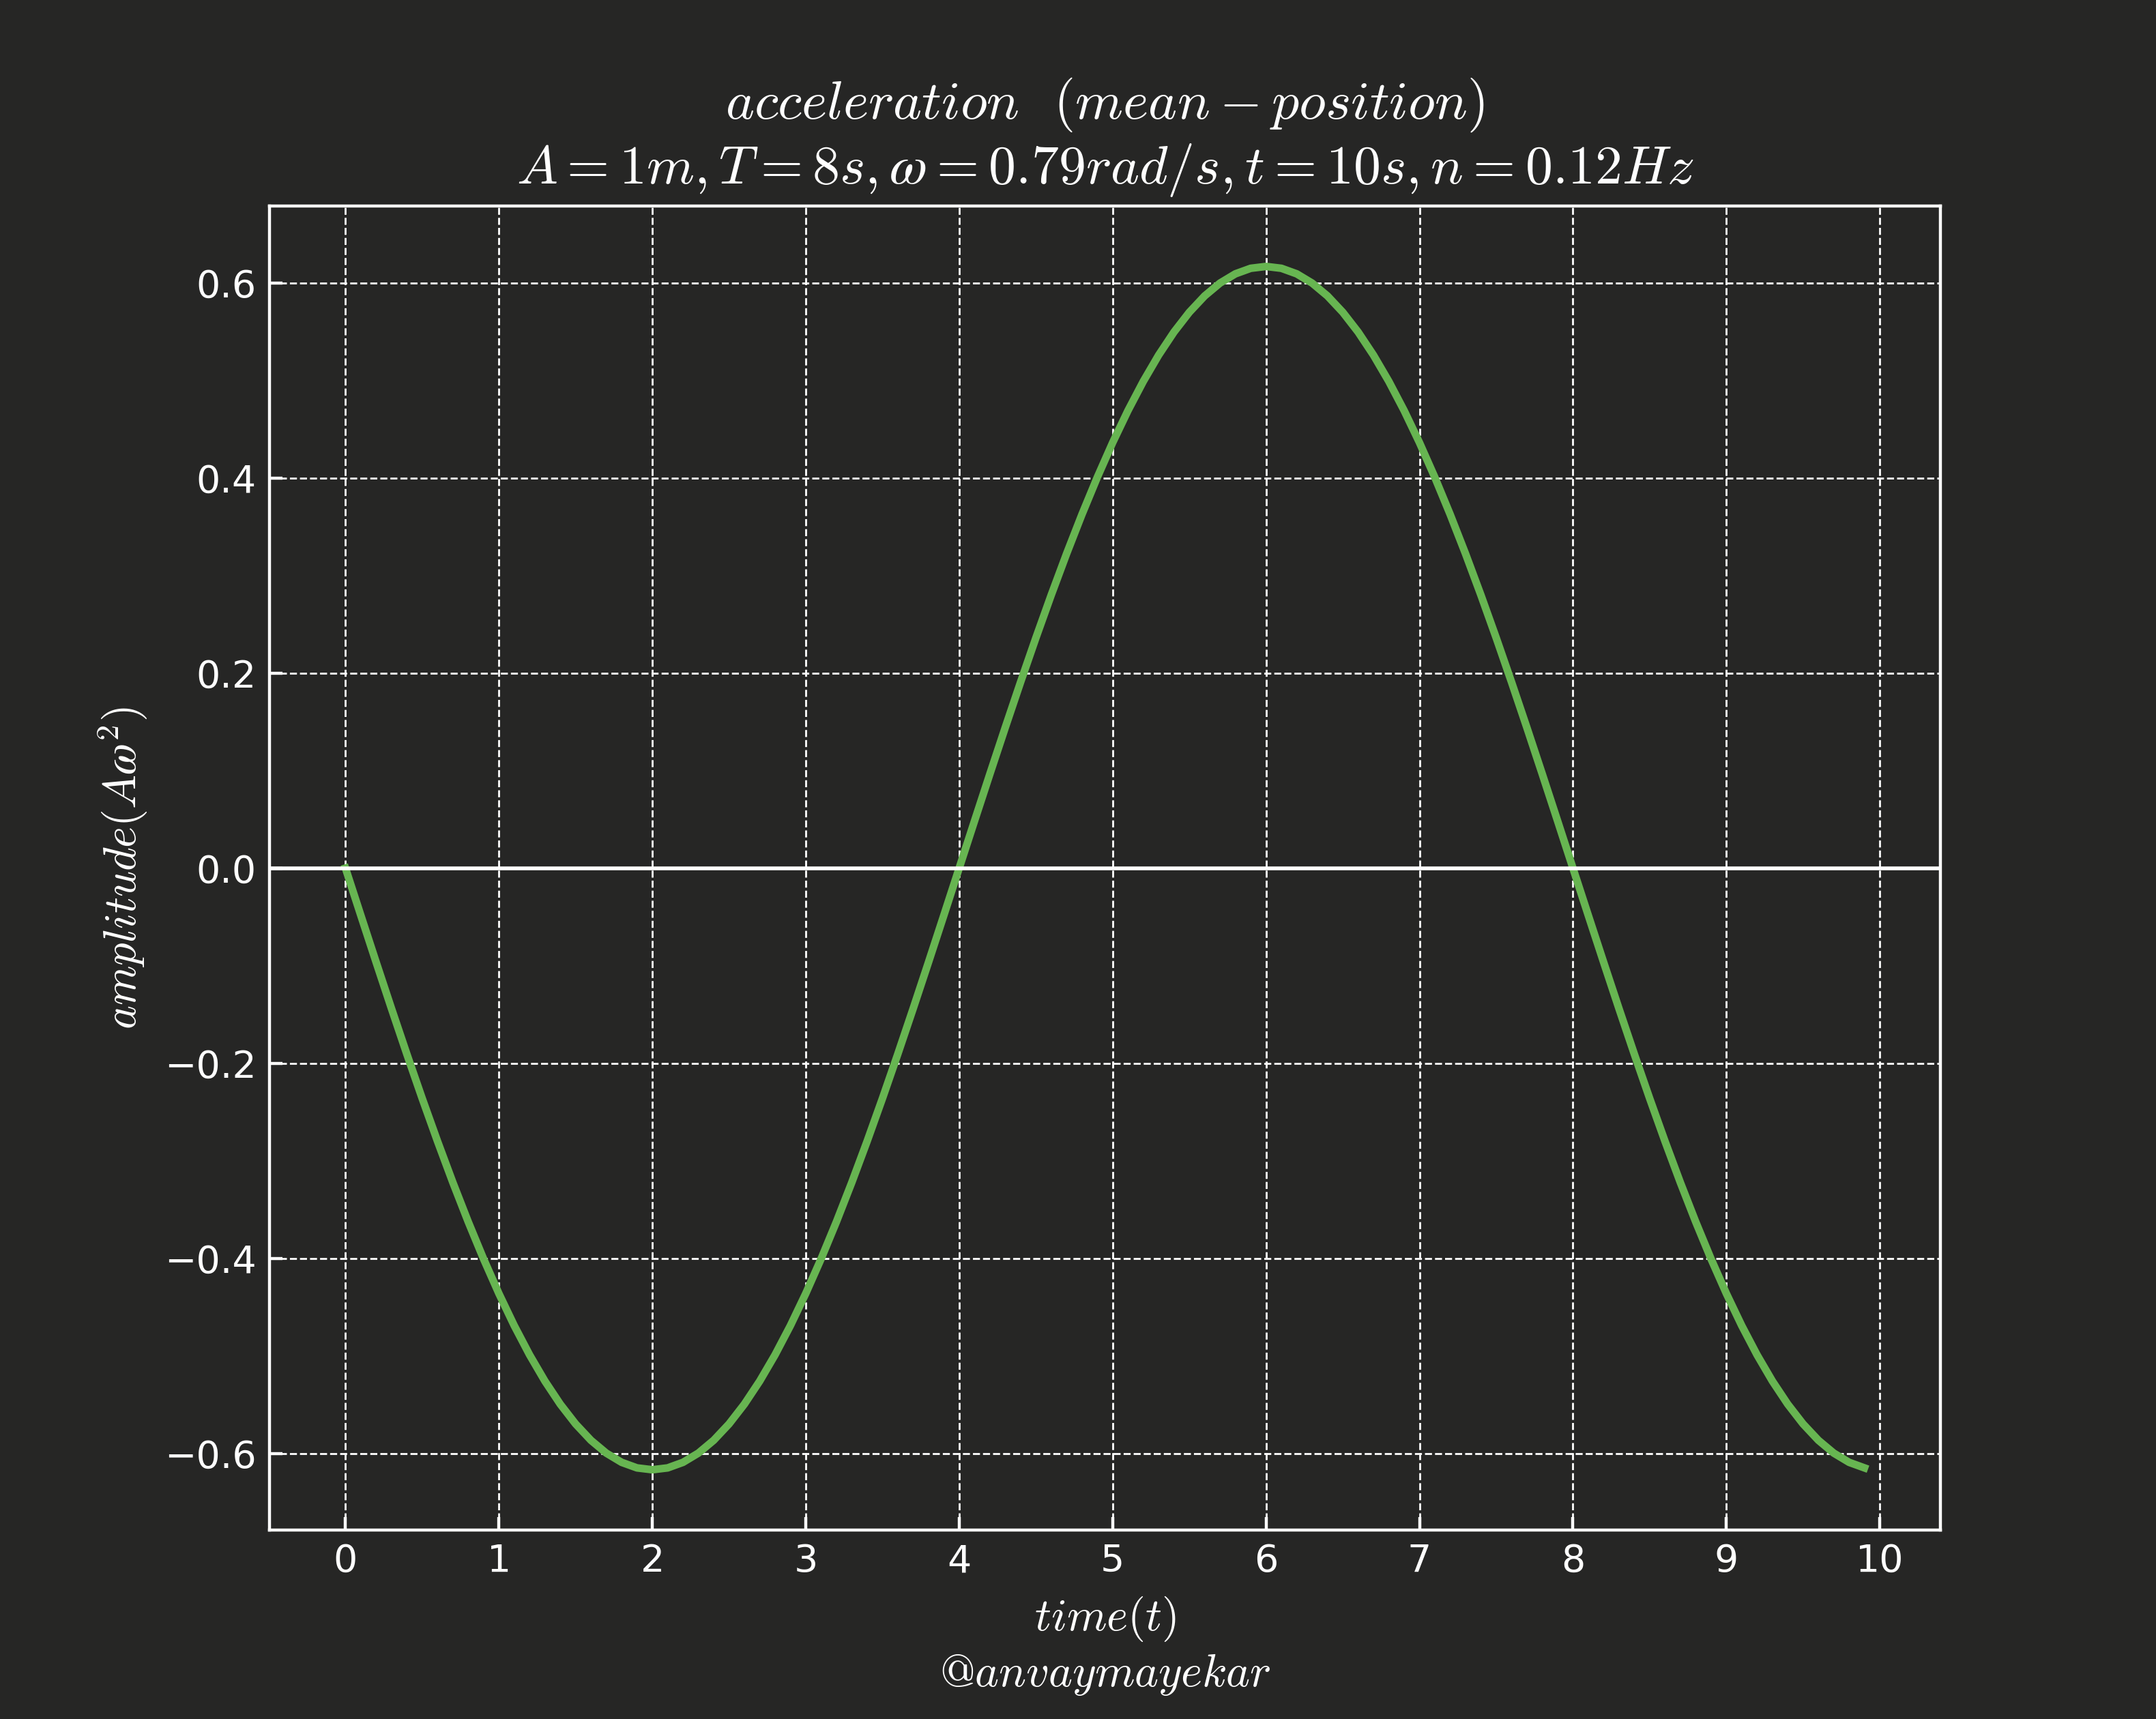 acceleration (mean−position)
A = 1m, T = 8s, ω = 0.79rad/s, t = 10s, n = 0.12Hz
0.6
0.4
0.2
0.0
−0.2
−0.4
−0.6
amplitude(Aω²)
0 1 2 3 4 5 6 7 8 9 10
time(t)
@anvaymayekar